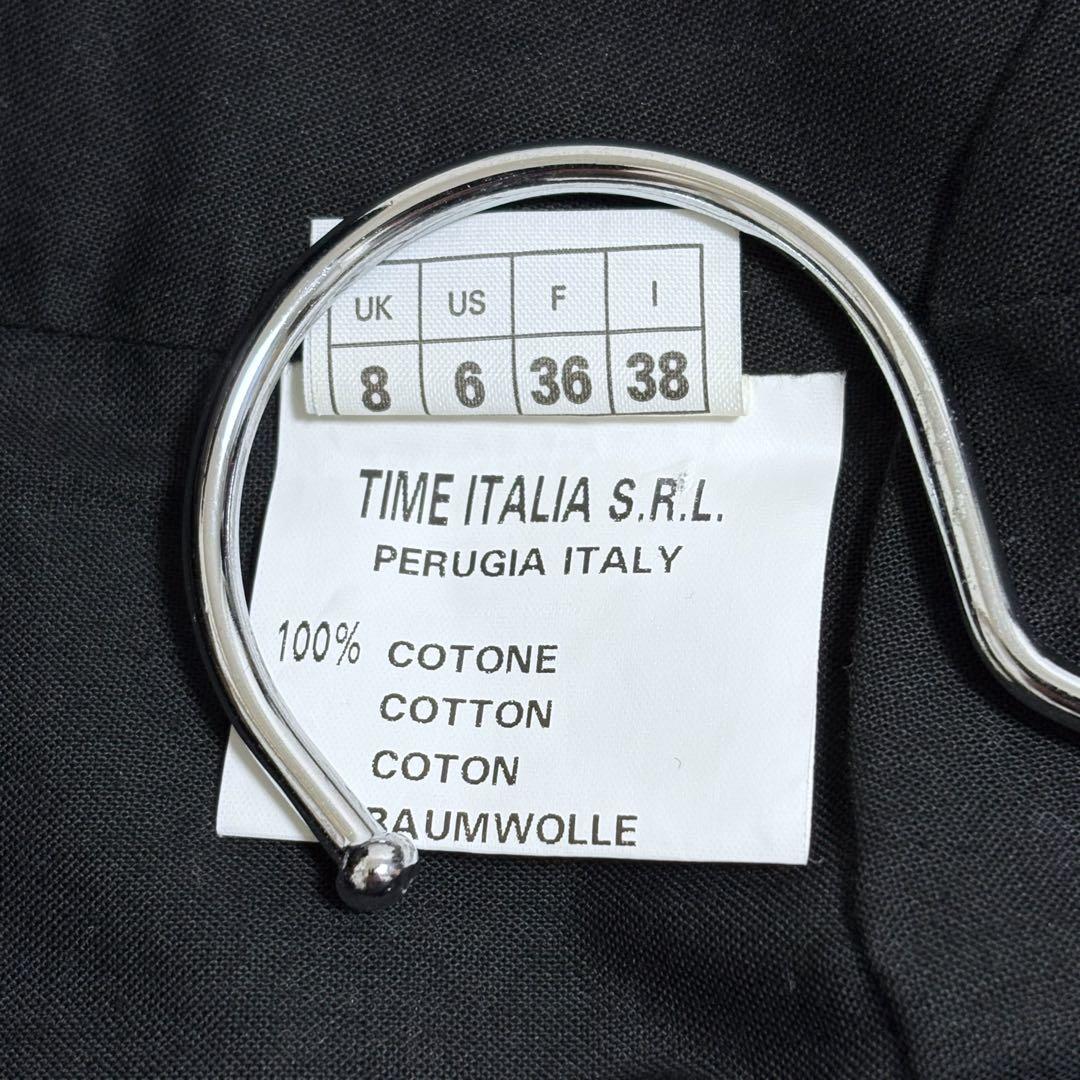 UK US F I
8 6 36 38
TIME ITALIA S.R.L.
PERUGIA ITALY
100% COTONE
COTTON
COTON
BAUMWOLLE